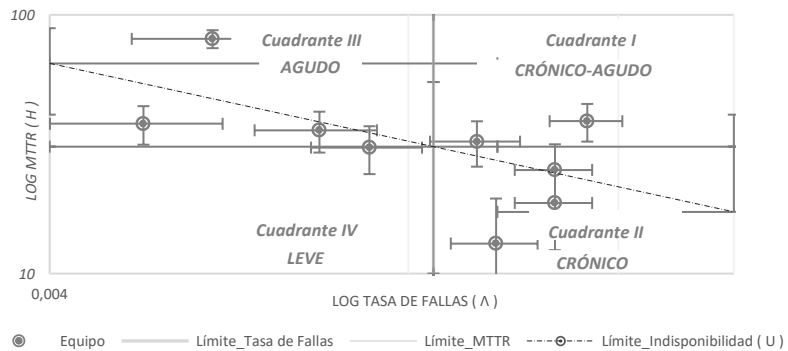 100
Cuadrante III
AGUDO
Cuadrante I
CRÓNICO-AGUDO
LOG MTTR ( H )
Cuadrante IV
LEVE
Cuadrante II
CRÓNICO
10
0,004
LOG TASA DE FALLAS ( Λ )
Equipo
Límite_Tasa de Fallas
Límite_MTTR
Límite_Indisponibilidad ( U )